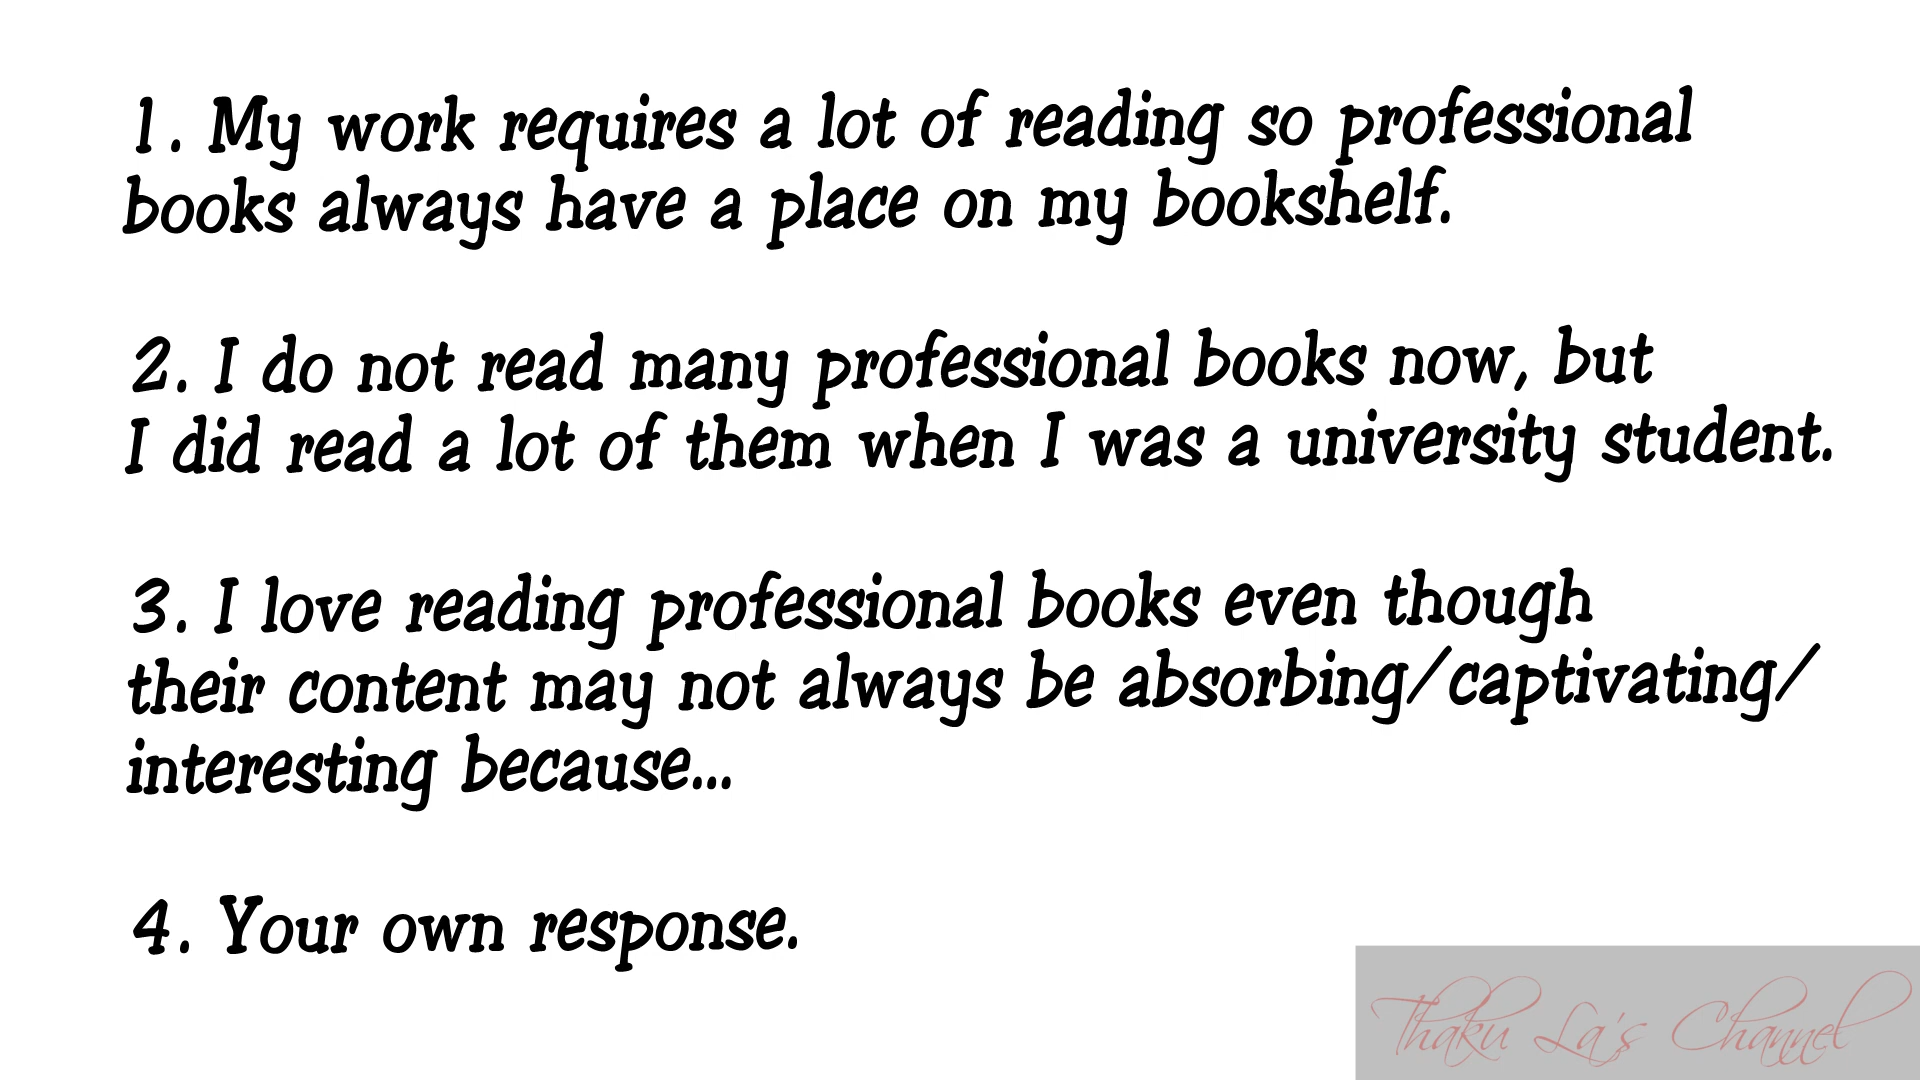 1. My work requires a lot of reading so professional
books always have a place on my bookshelf.
2. I do not read many professional books now, but
I did read a lot of them when I was a university student.
3. I love reading professional books even though
their content may not always be absorbing/captivating/
interesting because...
4. Your own response.
Thaku La's Channel